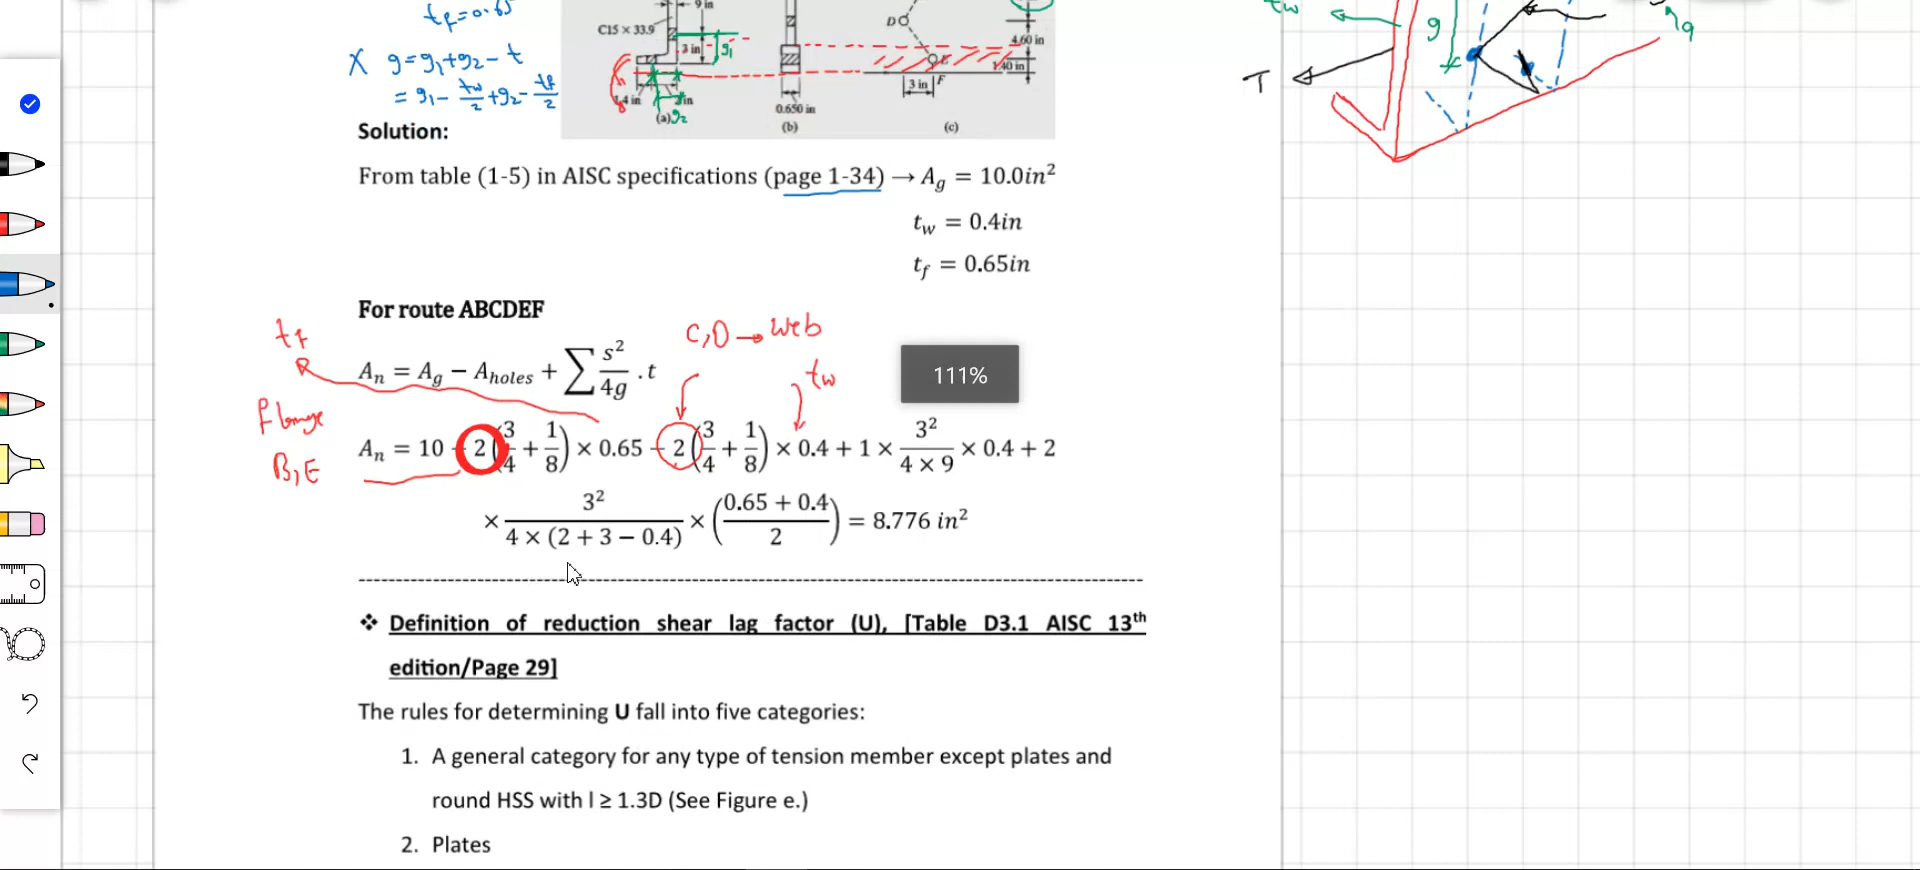 t_f = 0.65
9 in
C15 × 33.9
3 in
g1
X g = g1 + g2 - t
= g1 - tw/2 + g2 - tf/2
1.4 in
2 in
g2
(a)
0.650 in
(b)
D
E
3 in
F
4.60 in
1.40 in
(c)
tw
g
g
T
Solution:
From table (1-5) in AISC specifications (page 1-34) → A_g = 10.0in²
t_w = 0.4in
t_f = 0.65in
For route ABCDEF
tf
C,D → Web
A_n = A_g − A_holes + ∑ s²/4g .t
tw
111%
Flange
B,E
A_n = 10 − 2(3/4 + 1/8) × 0.65 − 2(3/4 + 1/8) × 0.4 + 1 × 3²/(4 × 9) × 0.4 + 2
× 3²/(4 × (2 + 3 − 0.4)) × ((0.65 + 0.4)/2) = 8.776 in²
❖ Definition of reduction shear lag factor (U), [Table D3.1 AISC 13th
edition/Page 29]
The rules for determining U fall into five categories:
1. A general category for any type of tension member except plates and
round HSS with l ≥ 1.3D (See Figure e.)
2. Plates